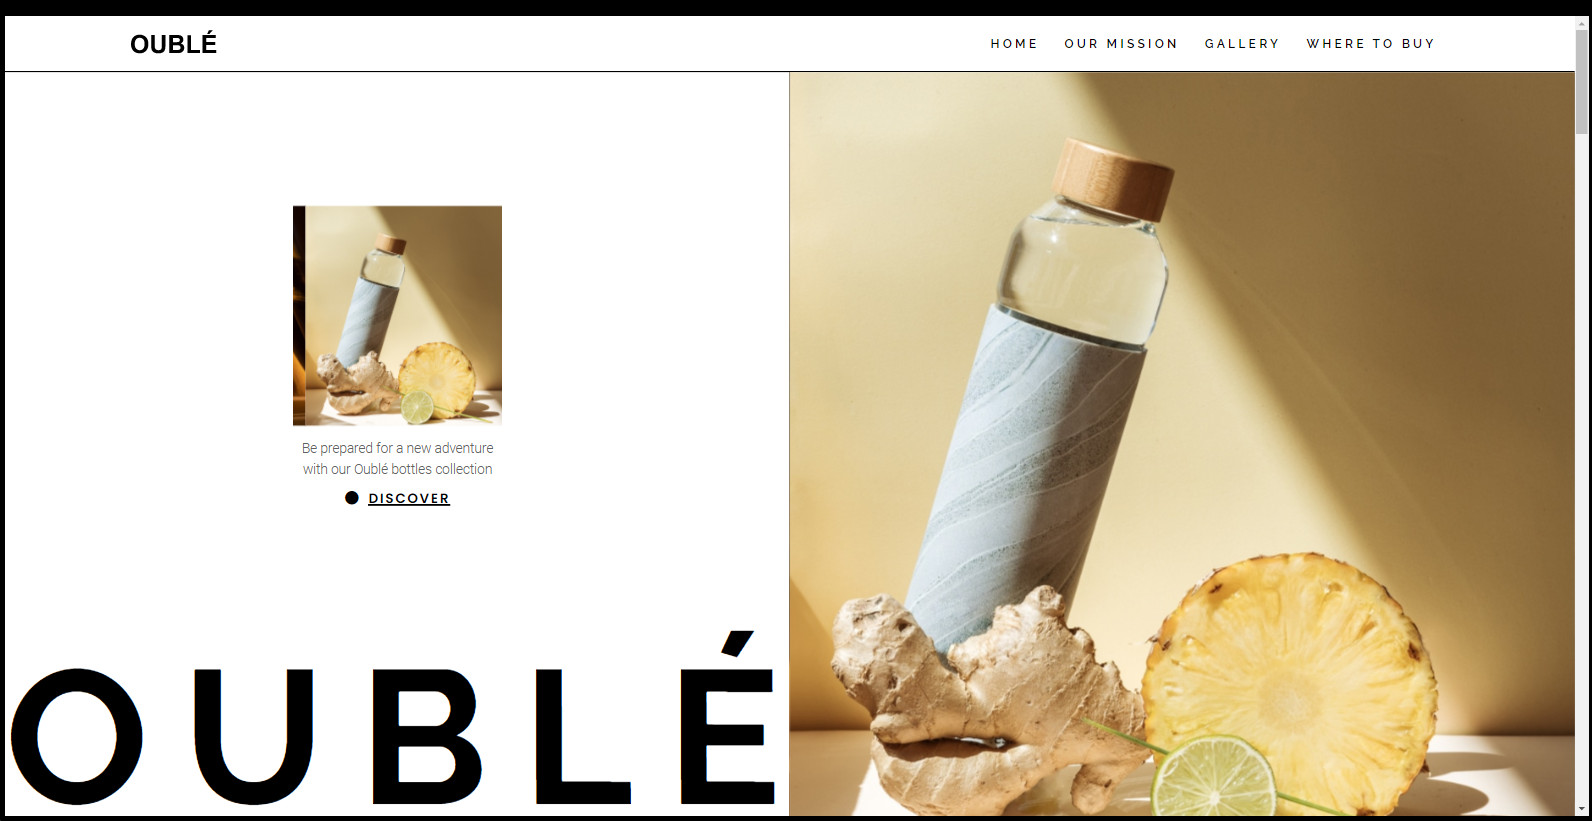 OUBLÉ
HOME OUR MISSION GALLERY WHERE TO BUY
Be prepared for a new adventure
with our Oublé bottles collection
DISCOVER
OUBLÉ